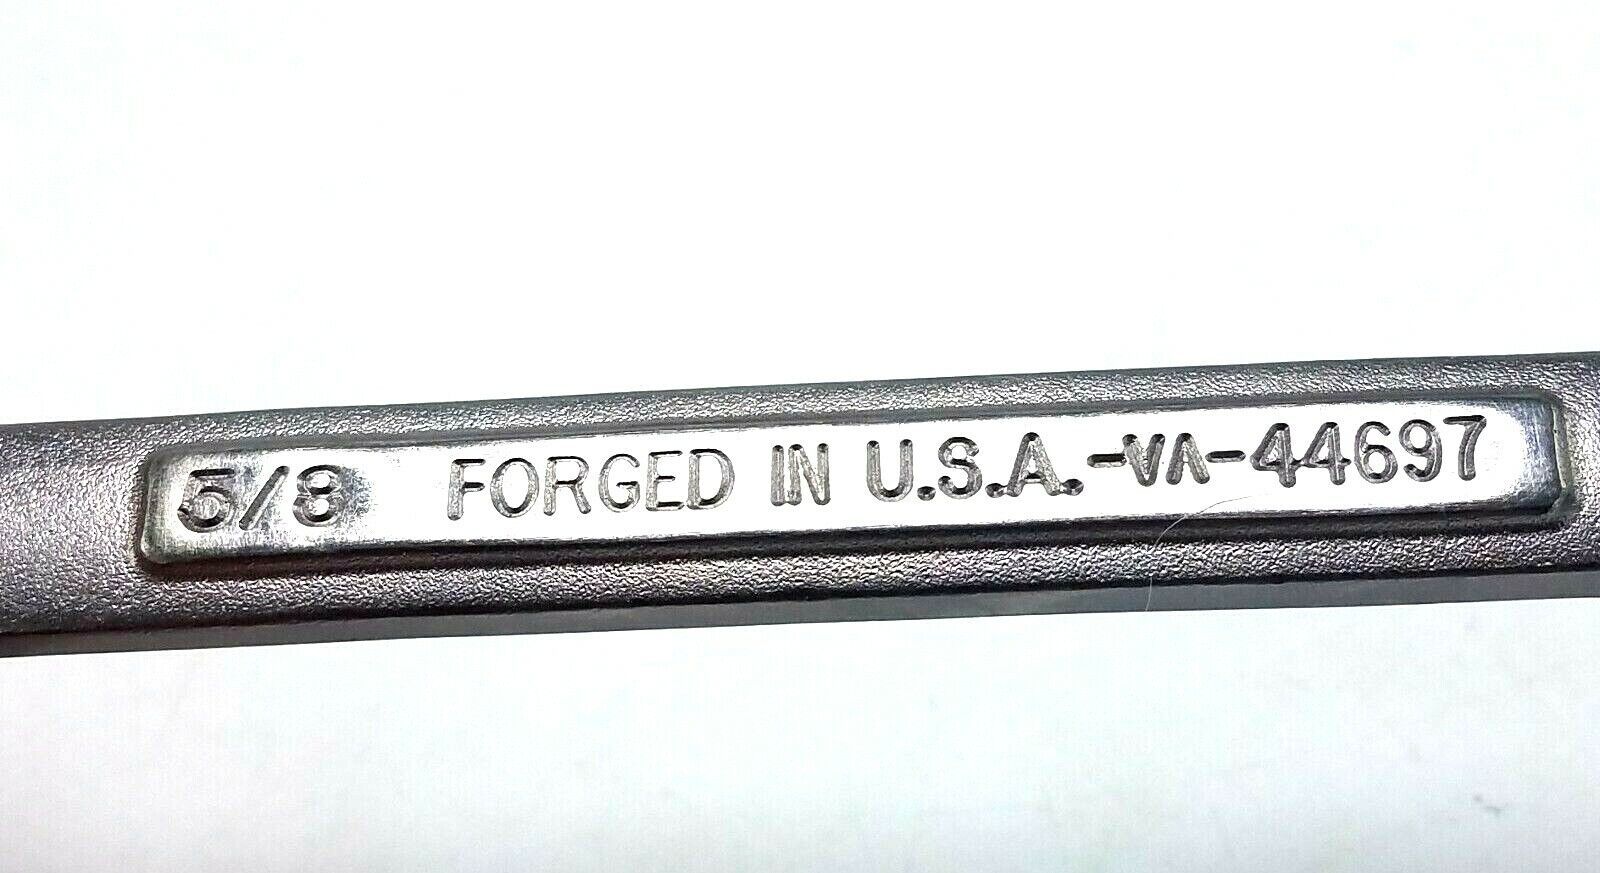 5/8 FORGED IN U.S.A.-VA-44697